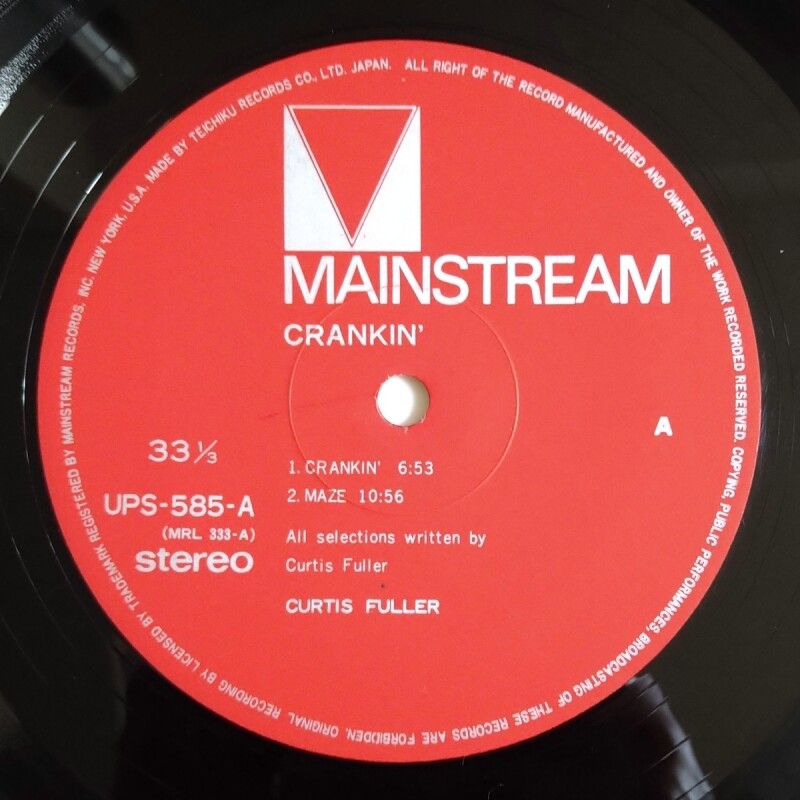 MAINSTREAM
CRANKIN'
A
33 1/3
UPS-585-A
(MRL 333-A)
stereo
1. CRANKIN' 6:53
2. MAZE 10:56
All selections written by
Curtis Fuller
CURTIS FULLER
ALL RIGHT OF THE RECORD MANUFACTURED AND OWNER OF THE WORK RECORDED RESERVED. COPYING, PUBLIC PERFORMANCES, BROADCASTING OF THESE RECORDS ARE FORBIDDEN. ORIGINAL RECORDING BY LICENSED BY TRADEMARK REGISTERED BY MAINSTREAM RECORDS, INC. NEW YORK, U.S.A. MADE BY TEICHIKU RECORDS CO., LTD. JAPAN.